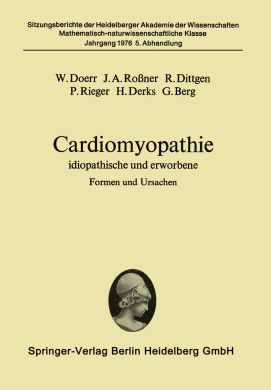 Sitzungsberichte der Heidelberger Akademie der Wissenschaften
Mathematisch-naturwissenschaftliche Klasse
Jahrgang 1976 5. Abhandlung
W. Doerr J. A. Roßner R. Dittgen
P. Rieger H. Derks G. Berg
Cardiomyopathie
idiopathische und erworbene
Formen und Ursachen
Springer-Verlag Berlin Heidelberg GmbH